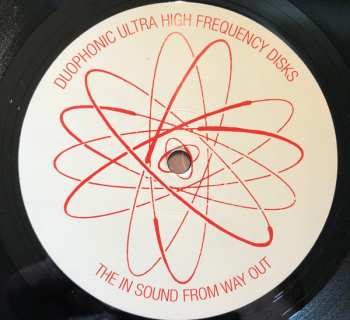 DUOPHONIC ULTRA HIGH FREQUENCY DISKS
THE IN SOUND FROM WAY OUT